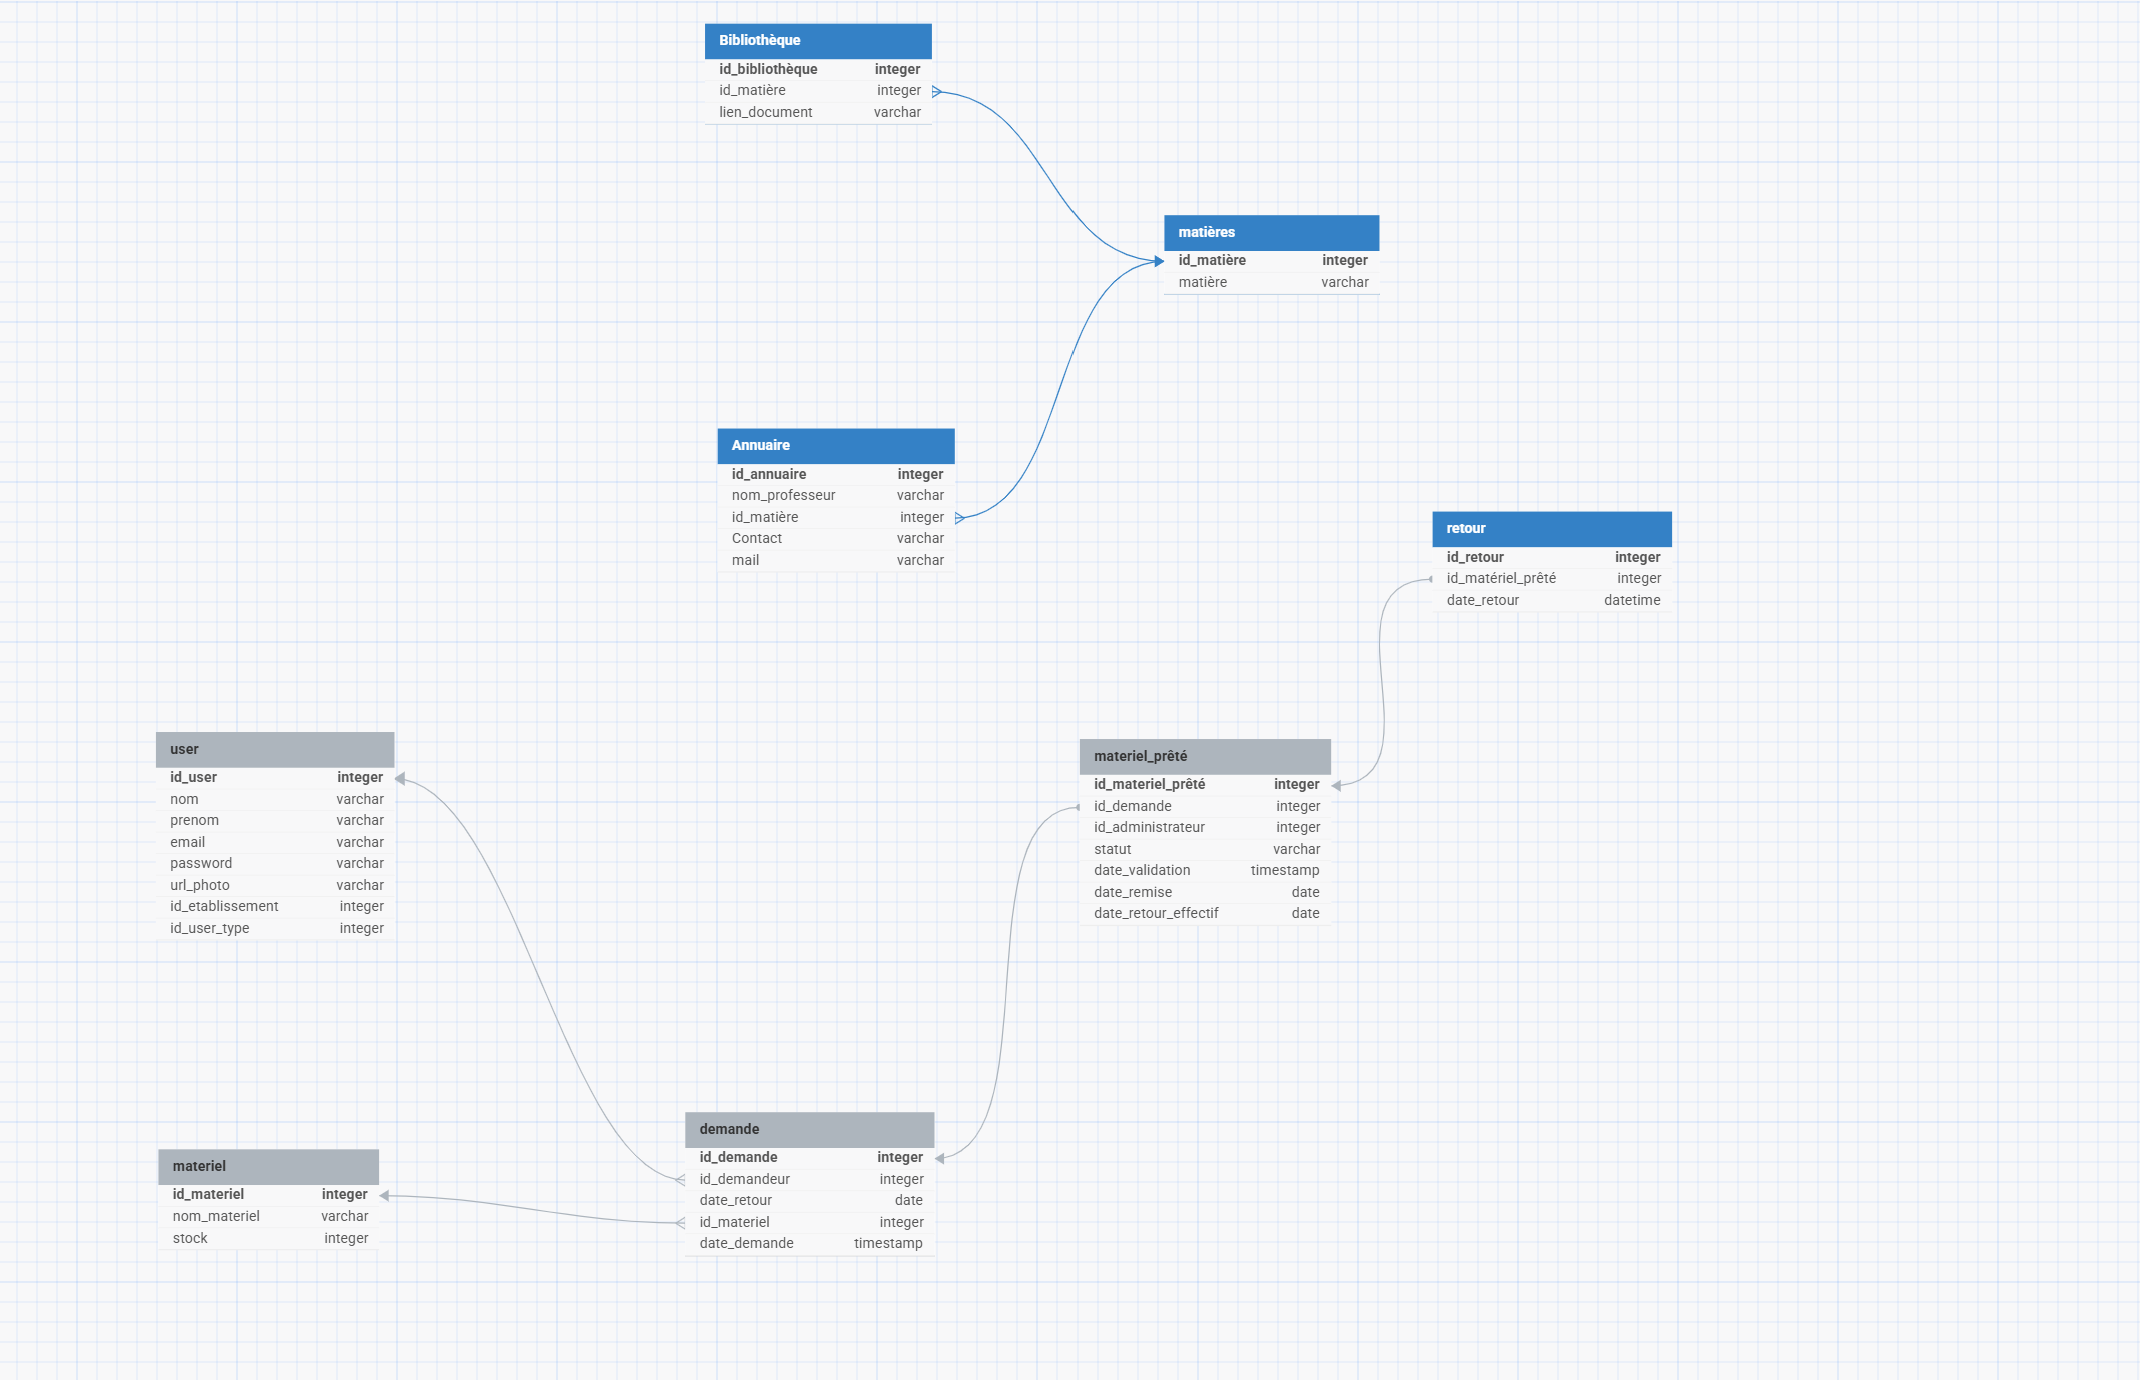 Bibliothèque
id_bibliothèque integer
id_matière integer
lien_document varchar
matières
id_matière integer
matière varchar
Annuaire
id_annuaire integer
nom_professeur varchar
id_matière integer
Contact varchar
mail varchar
retour
id_retour integer
id_matériel_prêté integer
date_retour datetime
user
id_user integer
nom varchar
prenom varchar
email varchar
password varchar
url_photo varchar
id_etablissement integer
id_user_type integer
materiel_prêté
id_materiel_prêté integer
id_demande integer
id_administrateur integer
statut varchar
date_validation timestamp
date_remise date
date_retour_effectif date
demande
id_demande integer
id_demandeur integer
date_retour date
id_materiel integer
date_demande timestamp
materiel
id_materiel integer
nom_materiel varchar
stock integer